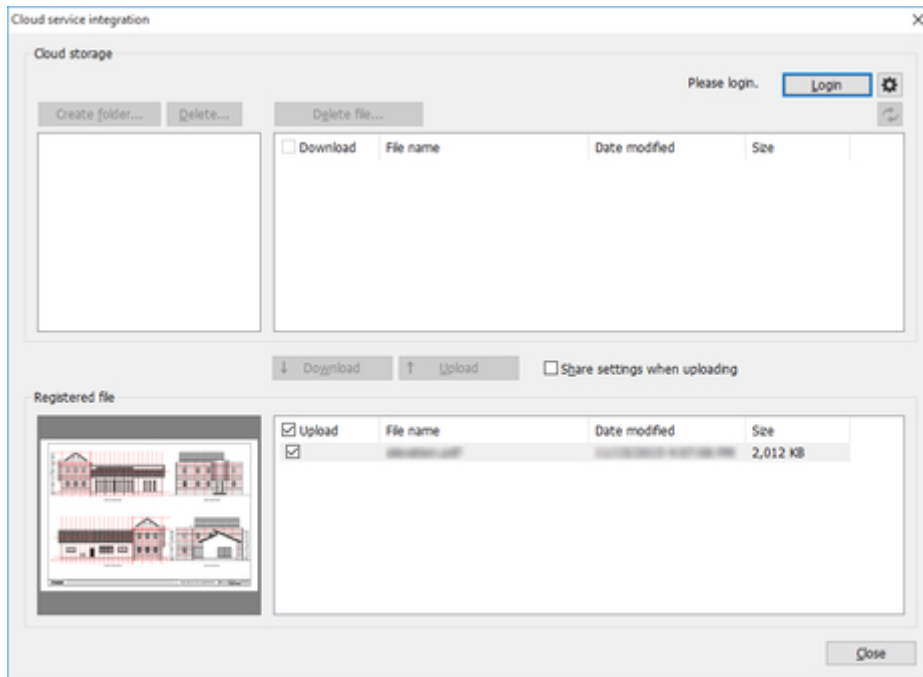 Cloud service integration
Cloud storage
Please login. Login
Create folder... Delete... Delete file...
Download File name Date modified Size
↓ Download ↑ Upload Share settings when uploading
Registered file
Upload File name Date modified Size
2,012 KB
Close